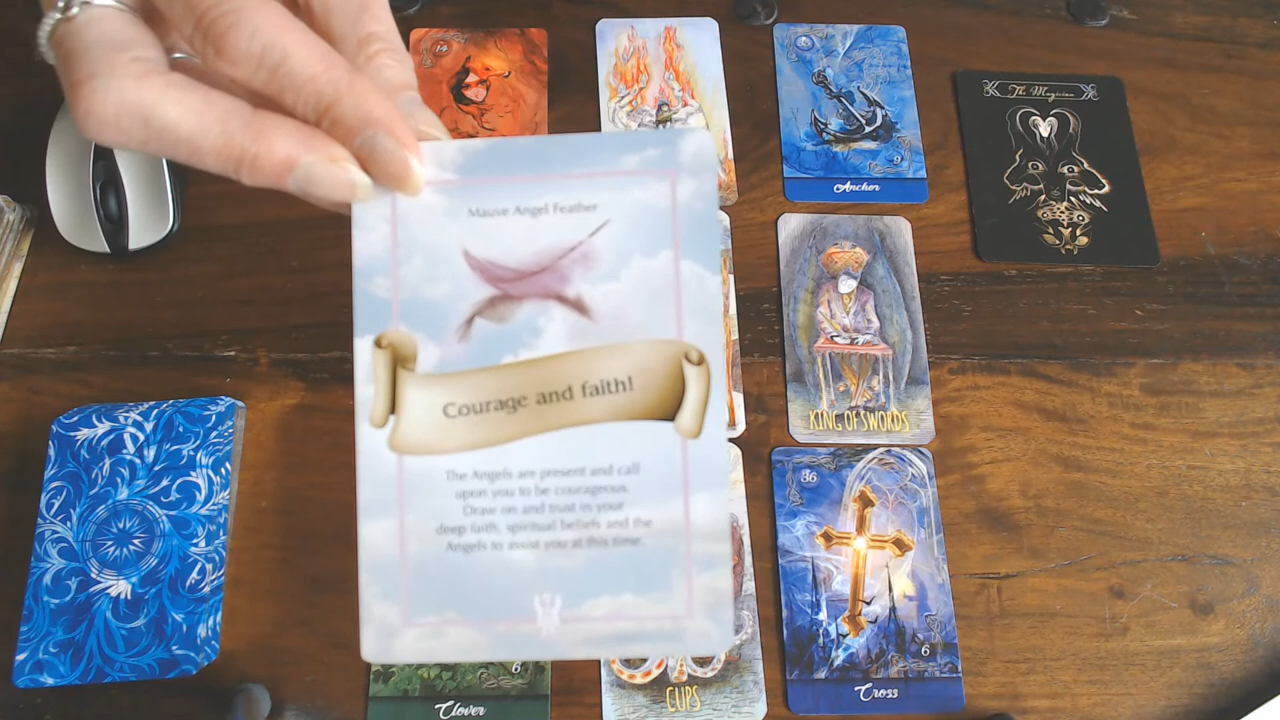 Mauve Angel Feather
Courage and faith!
The Angels are present and call
upon you to be courageous.
Draw on and trust in your
deep faith, spiritual beliefs and the
Angels to assist you at this time.
14
35
9
Anchor
The Magician
KING OF SWORDS
36
6
Cross
6
Clover
CUPS